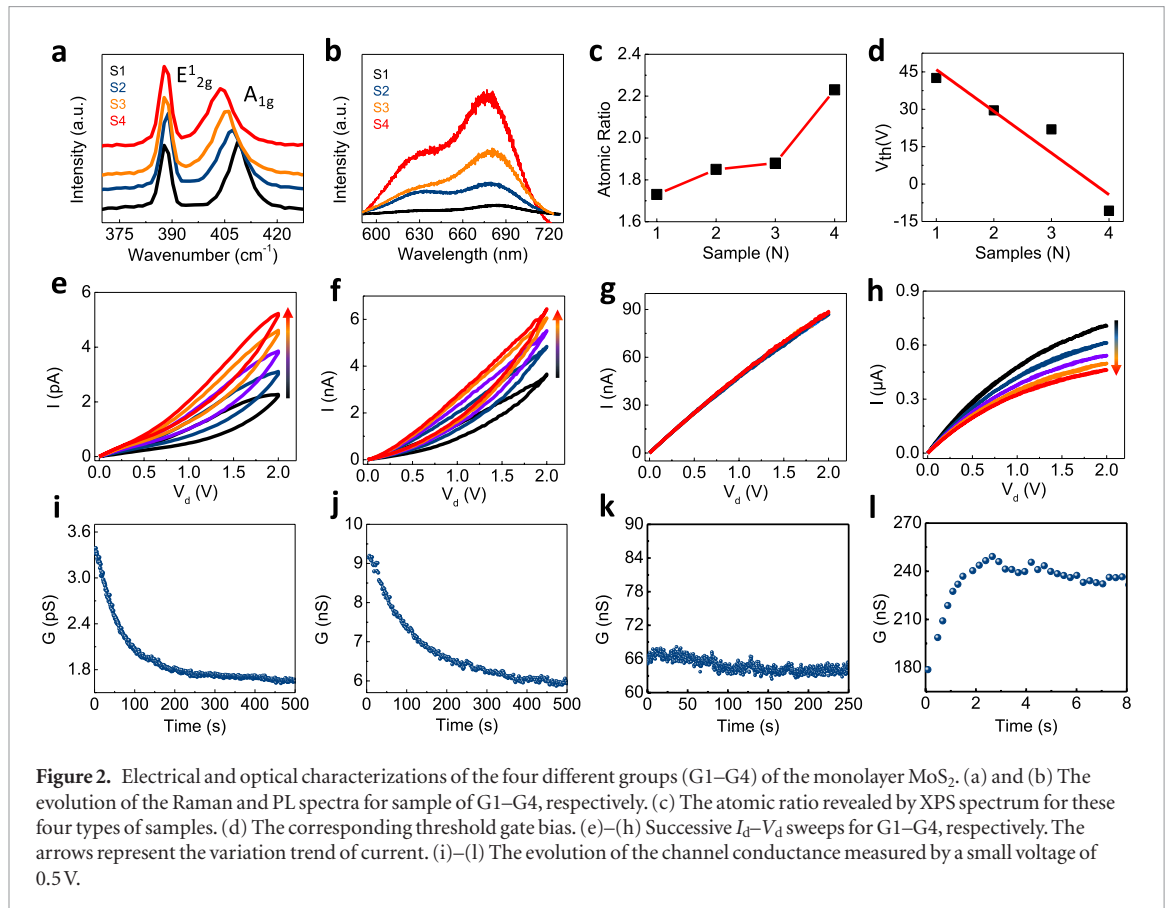 a
S1
S2
S3
S4
E¹2g
A1g
Intensity (a.u.)
375 390 405 420
Wavenumber (cm⁻¹)
b
S1
S2
S3
S4
Intensity (a.u.)
600 630 660 690 720
Wavelength (nm)
c
2.4
2.2
2.0
1.8
1.6
Atomic Ratio
1 2 3 4
Sample (N)
d
45
30
15
0
-15
Vth(V)
1 2 3 4
Samples (N)
e
6
4
2
0
I (pA)
0.0 0.5 1.0 1.5 2.0
Vd (V)
f
6
4
2
0
I (nA)
0.0 0.5 1.0 1.5 2.0
Vd (V)
g
90
60
30
0
I (nA)
0.0 0.5 1.0 1.5 2.0
Vd (V)
h
0.9
0.6
0.3
0.0
I (μA)
0.0 0.5 1.0 1.5 2.0
Vd (V)
i
3.6
3.0
2.4
1.8
G (pS)
0 100 200 300 400 500
Time (s)
j
10
9
8
7
6
G (nS)
0 100 200 300 400 500
Time (s)
k
90
84
78
72
66
60
G (nS)
0 50 100 150 200 250
Time (s)
l
270
240
210
180
G (nS)
0 2 4 6 8
Time (s)
Figure 2. Electrical and optical characterizations of the four different groups (G1–G4) of the monolayer MoS2. (a) and (b) The
evolution of the Raman and PL spectra for sample of G1–G4, respectively. (c) The atomic ratio revealed by XPS spectrum for these
four types of samples. (d) The corresponding threshold gate bias. (e)–(h) Successive Id–Vd sweeps for G1–G4, respectively. The
arrows represent the variation trend of current. (i)–(l) The evolution of the channel conductance measured by a small voltage of
0.5 V.